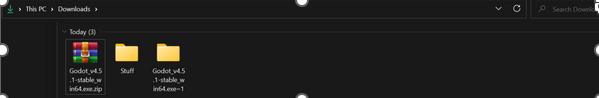 This PC > Downloads >
Search Downlo
Today (3)
Godot_v4.5
.1-stable_w
in64.exe.zip
Stuff
Godot_v4.5
.1-stable_w
in64.exe~1